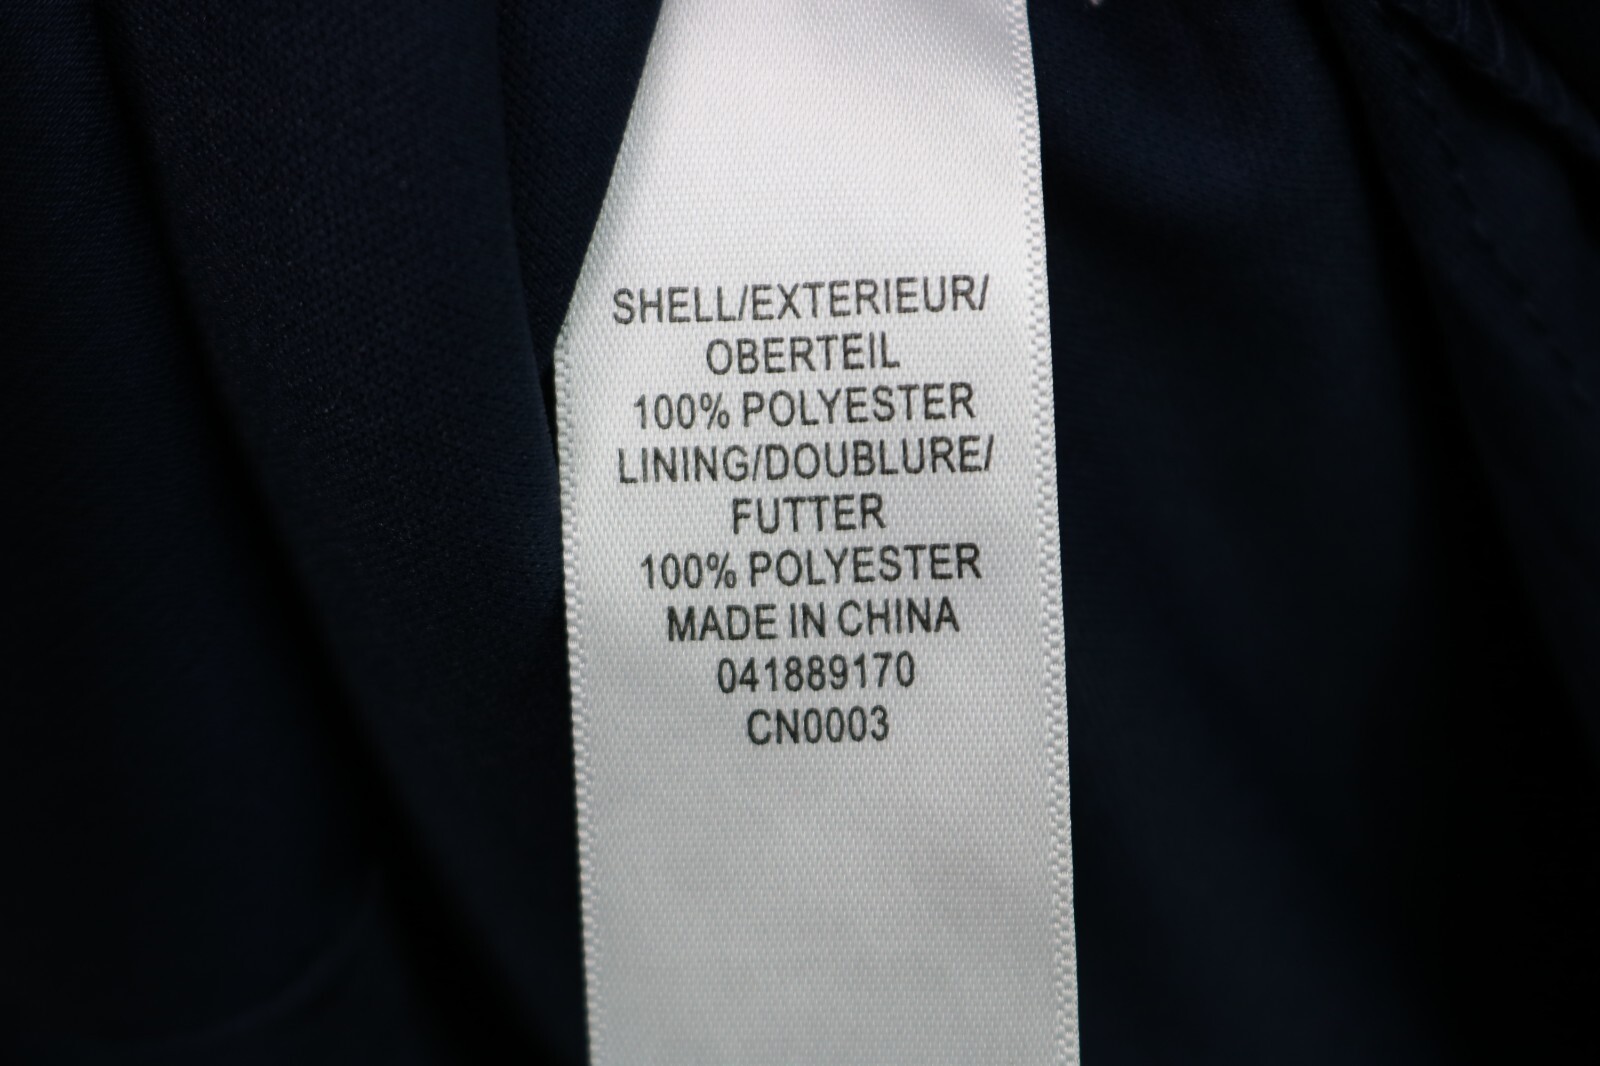 SHELL/EXTERIEUR/
OBERTEIL
100% POLYESTER
LINING/DOUBLURE/
FUTTER
100% POLYESTER
MADE IN CHINA
041889170
CN0003